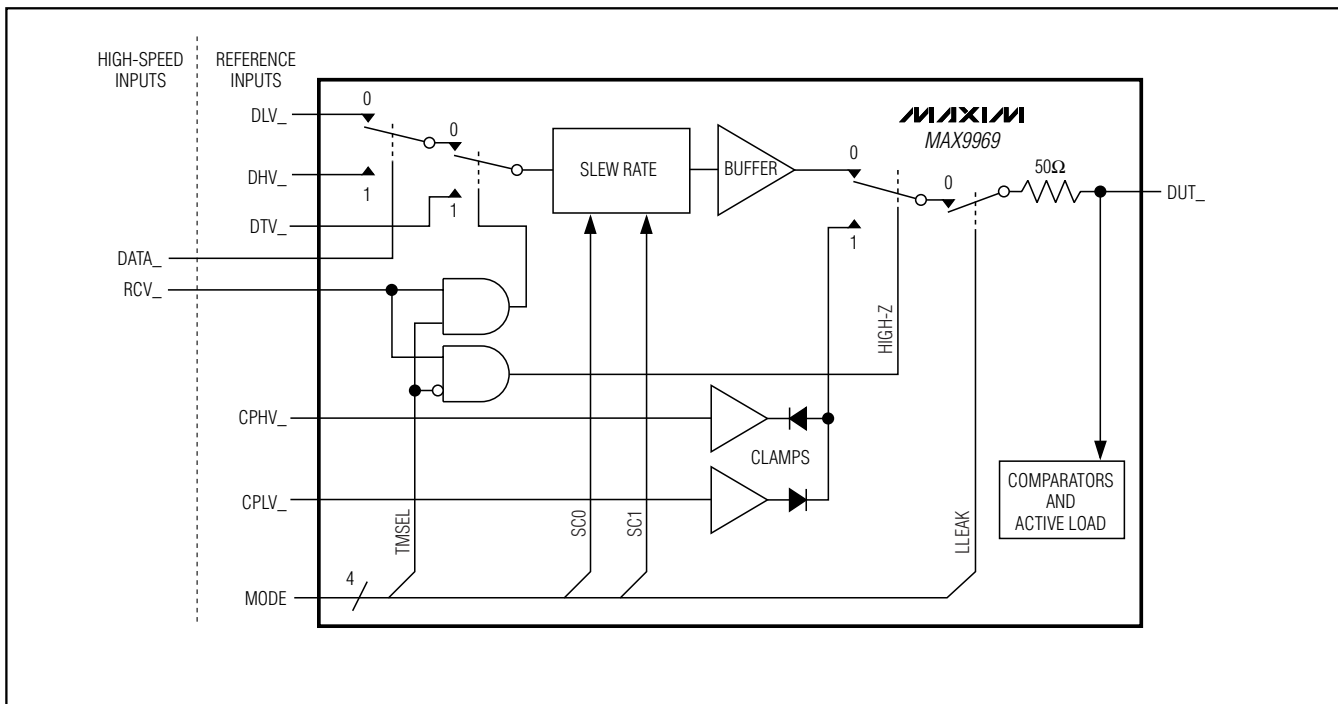 HIGH-SPEED
INPUTS
REFERENCE
INPUTS
DLV_
0
0
DHV_
1
DTV_
1
DATA_
RCV_
SLEW RATE
BUFFER
0
1
MAXIM
MAX9969
0
50Ω
DUT_
HIGH-Z
CPHV_
CLAMPS
CPLV_
COMPARATORS
AND
ACTIVE LOAD
TMSEL
SC0
SC1
LLEAK
4
MODE